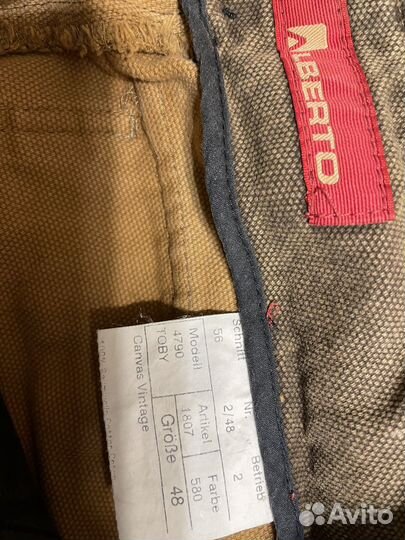 ALBERTO
Schnitt Nr. Betrieb
56 2/48 2
Modell Artikel Farbe
4790 1807 580
TOBY Größe 48
Canvas Vintage
Avito